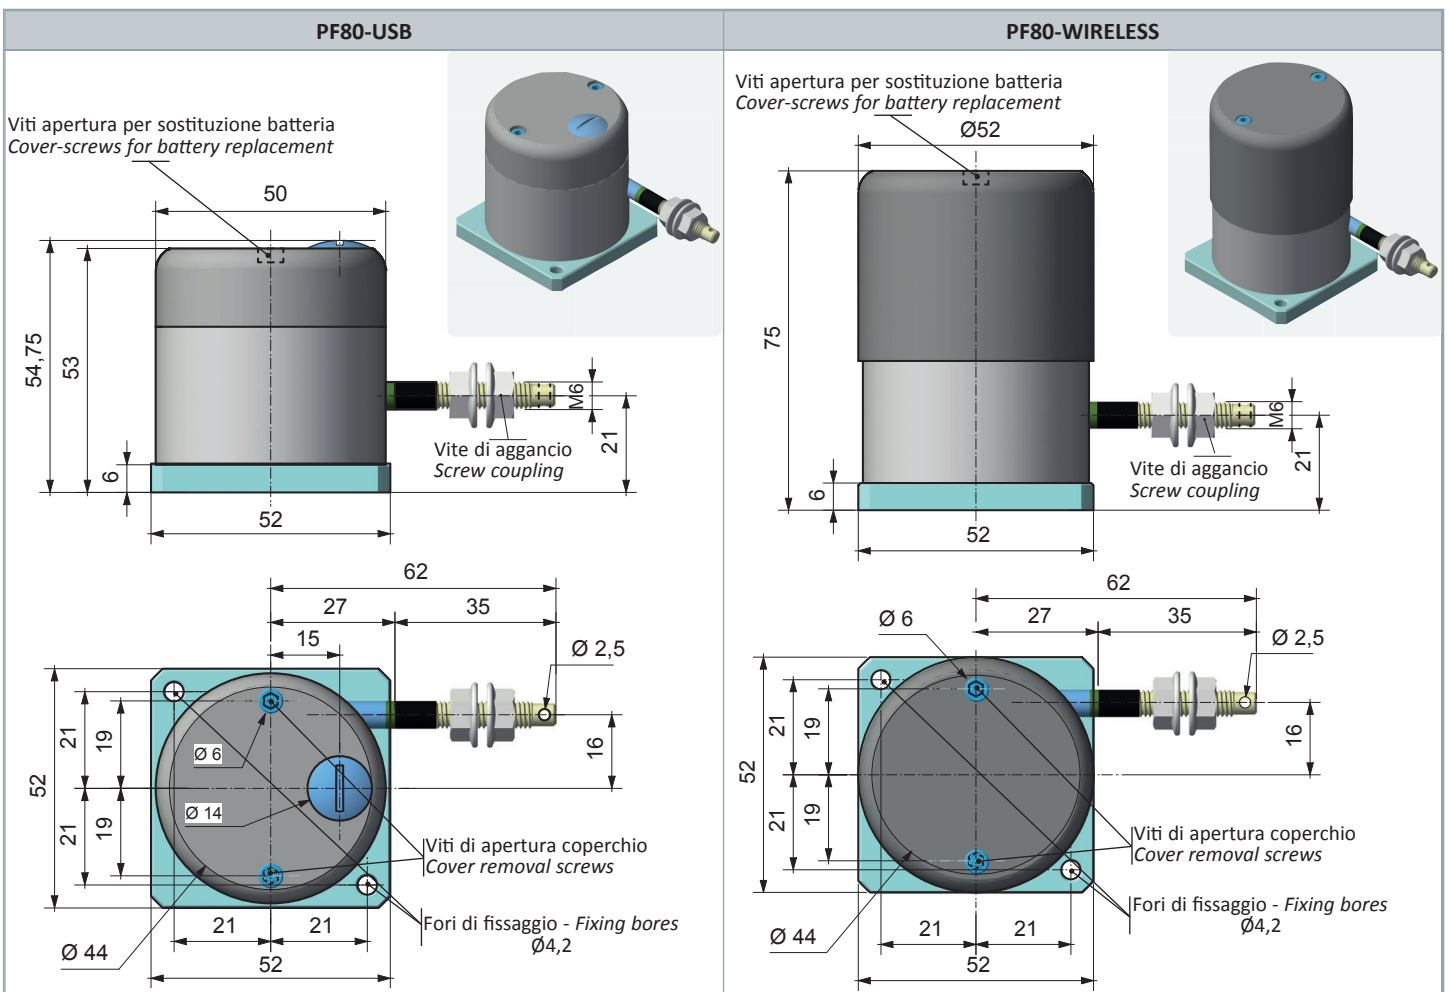 PF80-USB
Viti apertura per sostituzione batteria
Cover-screws for battery replacement
50
54,75
53
6
M6
21
Vite di aggancio
Screw coupling
52
62
27
35
15
Ø 2,5
52
21
19
21
19
Ø 6
Ø 14
16
Viti di apertura coperchio
Cover removal screws
Fori di fissaggio - Fixing bores
Ø4,2
21
21
Ø 44
52
PF80-WIRELESS
Viti apertura per sostituzione batteria
Cover-screws for battery replacement
Ø52
75
6
M6
21
Vite di aggancio
Screw coupling
52
62
27
35
Ø 6
Ø 2,5
52
21
19
21
19
16
Viti di apertura coperchio
Cover removal screws
Fori di fissaggio - Fixing bores
Ø4,2
21
21
Ø 44
52